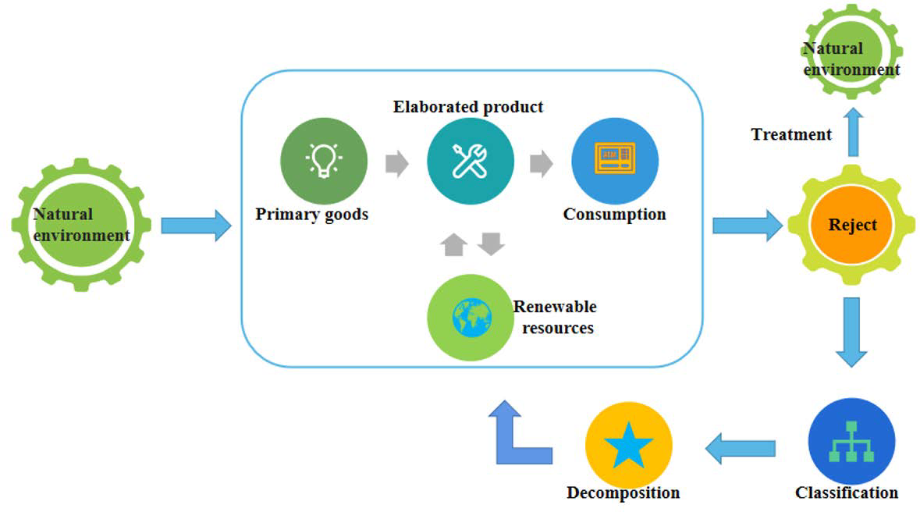 Natural
environment
Elaborated product
Treatment
Primary goods
Consumption
Natural
environment
Reject
Renewable
resources
Decomposition
Classification